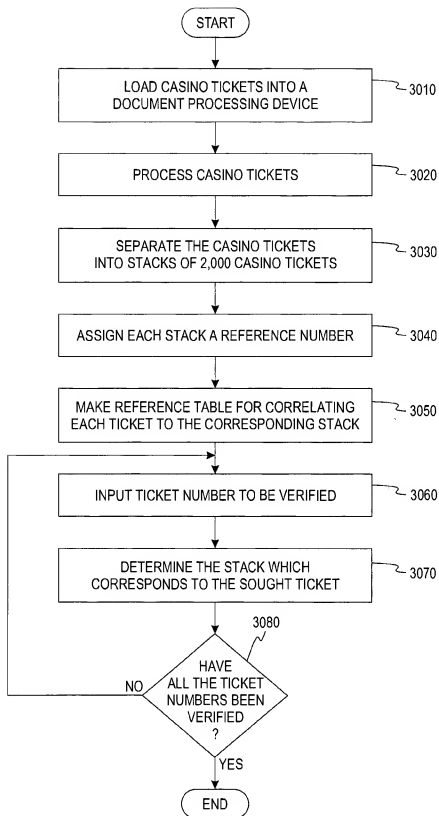 START
LOAD CASINO TICKETS INTO A
DOCUMENT PROCESSING DEVICE
3010
PROCESS CASINO TICKETS
3020
SEPARATE THE CASINO TICKETS
INTO STACKS OF 2,000 CASINO TICKETS
3030
ASSIGN EACH STACK A REFERENCE NUMBER
3040
MAKE REFERENCE TABLE FOR CORRELATING
EACH TICKET TO THE CORRESPONDING STACK
3050
INPUT TICKET NUMBER TO BE VERIFIED
3060
DETERMINE THE STACK WHICH
CORRESPONDS TO THE SOUGHT TICKET
3070
3080
HAVE
ALL THE TICKET
NUMBERS BEEN
VERIFIED
?
NO
YES
END